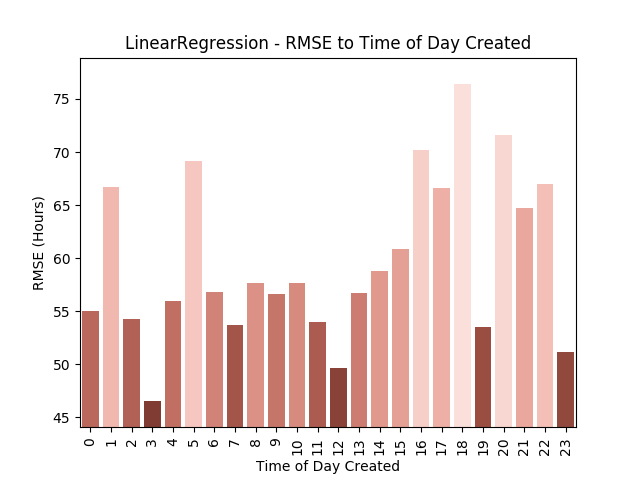 LinearRegression - RMSE to Time of Day Created
RMSE (Hours)
75
70
65
60
55
50
45
0 1 2 3 4 5 6 7 8 9 10 11 12 13 14 15 16 17 18 19 20 21 22 23
Time of Day Created